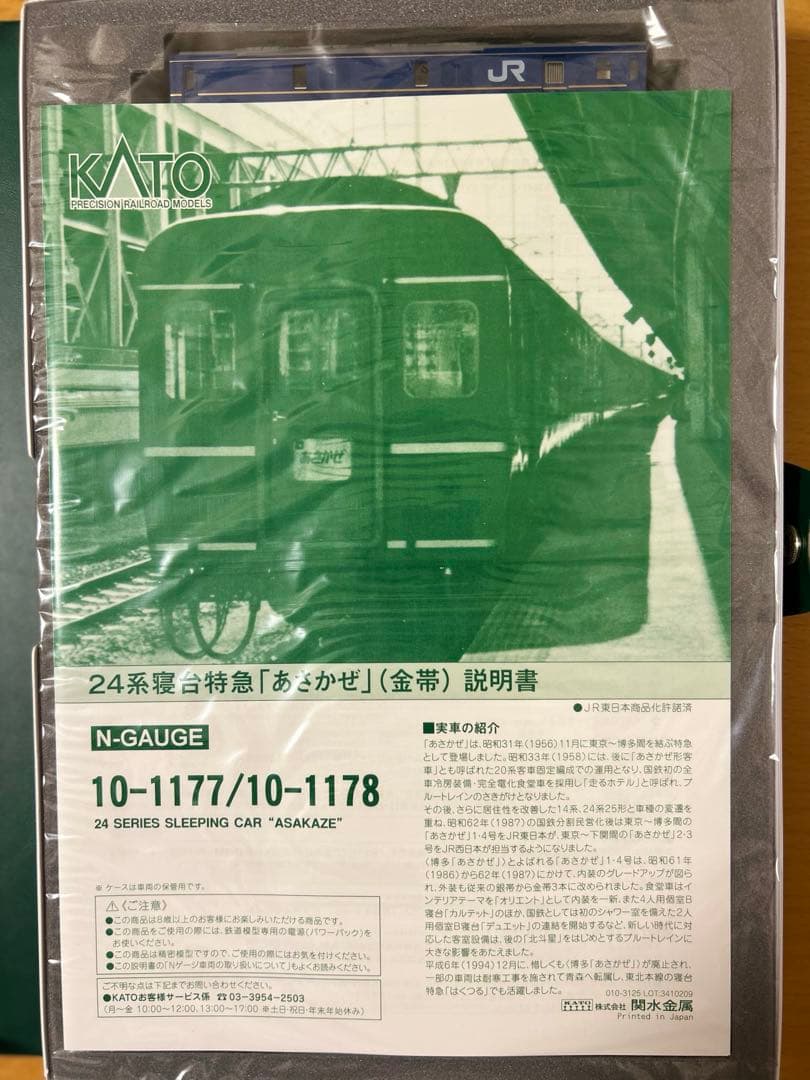 JR
KATO
PRECISION RAILROAD MODELS
あさかぜ
24系寝台特急「あさかぜ」(金帯) 説明書
●JR東日本商品化許諾済
N-GAUGE
10-1177/10-1178
24 SERIES SLEEPING CAR “ASAKAZE”
※ ケースは車両の保管用です。
⚠《ご注意》
●この商品は8歳以上のお客様にお楽しみいただける商品です。
●この商品をご使用の際には、鉄道模型専用の電源(パワーパック)を
お使いください。
●この商品は精密模型ですので、ご使用の際にはお気を付けください。
●この説明書の「Nゲージ車両の取り扱いについて」もよくお読みください。
ご不明な点は下記までお問い合わせください。
●KATOお客様サービス係 ☎03-3954-2503
(月〜金 10:00〜12:00、13:00〜17:00 ※土日・祝日・年末年始休み)
■実車の紹介
「あさかぜ」は、昭和31年(1956)11月に東京〜博多間を結ぶ特急
として登場しました。昭和33年(1958)には、後に「あさかぜ形客
車」とも呼ばれた20系客車固定編成での運用となり、国鉄初の全
車冷房装備・完全電化食堂車を採用し「走るホテル」と呼ばれ、ブ
ルートレインのさきがけとなりました。
その後、さらに居住性を改善した14系、24系25形と車種の変遷を
重ね、昭和62年(1987)の国鉄分割民営化後は東京〜博多間の
「あさかぜ」1・4号をJR東日本が、東京〜下関間の「あさかぜ」2・3
号をJR西日本が担当するようになりました。
〈博多「あさかぜ」〉とよばれる「あさかぜ」1・4号は、昭和61年
(1986)から62年(1987)にかけて、内装のグレードアップが図ら
れ、外装も従来の銀帯から金帯3本に改められました。食堂車はイ
ンテリアテーマを「オリエント」として内装を一新、また4人用個室B
寝台「カルテット」のほか、国鉄としては初のシャワー室を備えた2人
用個室B寝台「デュエット」の連結を開始するなど、新しい時代に対
応した客室設備は、後の「北斗星」をはじめとするブルートレインに
大きな影響をあたえました。
平成6年(1994)12月に、惜しくも〈博多「あさかぜ」〉が廃止され、
一部の車両は耐寒工事を施されて青森へ転属し、東北本線の寝台
特急「はくつる」でも活躍しました。
010-3125 LOT:3410209
KATO 株式会社 関水金属
Printed in Japan